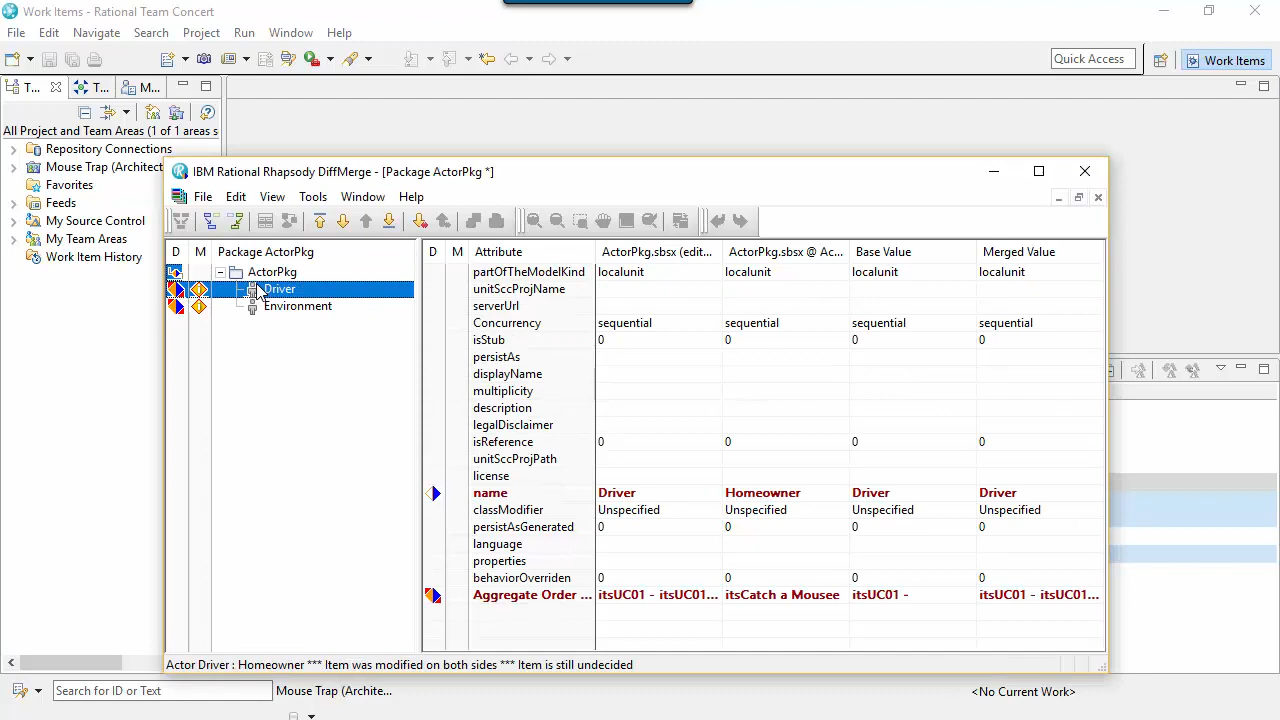 Work Items - Rational Team Concert
File Edit Navigate Search Project Run Window Help
Quick Access
Work Items
T... T... M...
All Project and Team Areas (1 of 1 areas s
Repository Connections
Mouse Trap (Architect
Favorites
Feeds
My Source Control
My Team Areas
Work Item History
IBM Rational Rhapsody DiffMerge - [Package ActorPkg *]
File Edit View Tools Window Help
D M Package ActorPkg
ActorPkg
Driver
Environment
D M Attribute ActorPkg.sbsx (edit... ActorPkg.sbsx @ Ac... Base Value Merged Value
partOfTheModelKind localunit localunit localunit localunit
unitSccProjName
serverUrl
Concurrency sequential sequential sequential sequential
isStub 0 0 0 0
persistAs
displayName
multiplicity
description
legalDisclaimer
isReference 0 0 0 0
unitSccProjPath
license
name Driver Homeowner Driver Driver
classModifier Unspecified Unspecified Unspecified Unspecified
persistAsGenerated 0 0 0 0
language
properties
behaviorOverriden 0 0 0 0
Aggregate Order ... itsUC01 - itsUC01... itsCatch a Mousee itsUC01 - itsUC01 - itsUC01...
Actor Driver : Homeowner *** Item was modified on both sides *** Item is still undecided
Search for ID or Text
Mouse Trap (Archite...
<No Current Work>